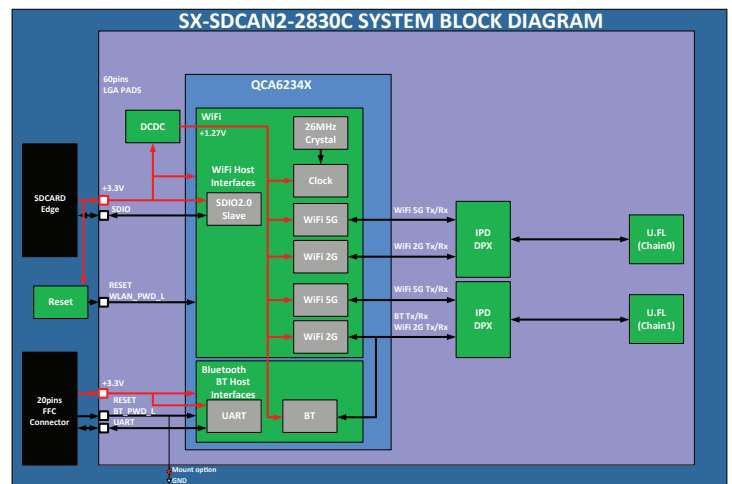 SX-SDCAN2-2830C SYSTEM BLOCK DIAGRAM
60pins
LGA PADS
QCA6234X
WiFi
+1.27V
DCDC
26MHz
Crystal
WiFi Host
Interfaces
Clock
SDCARD
Edge
+3.3V
SDIO
SDIO2.0
Slave
WiFi 5G
WiFi 5G Tx/Rx
WiFi 2G
WiFi 2G Tx/Rx
IPD
DPX
U.FL
(Chain0)
Reset
RESET
WLAN_PWD_L
WiFi 5G
WiFi 5G Tx/Rx
WiFi 2G
BT Tx/Rx
WiFi 2G Tx/Rx
IPD
DPX
U.FL
(Chain1)
Bluetooth
BT Host
Interfaces
20pins
FFC
Connector
+3.3V
RESET
BT_PWD_L
UART
UART
BT
Mount option
GND